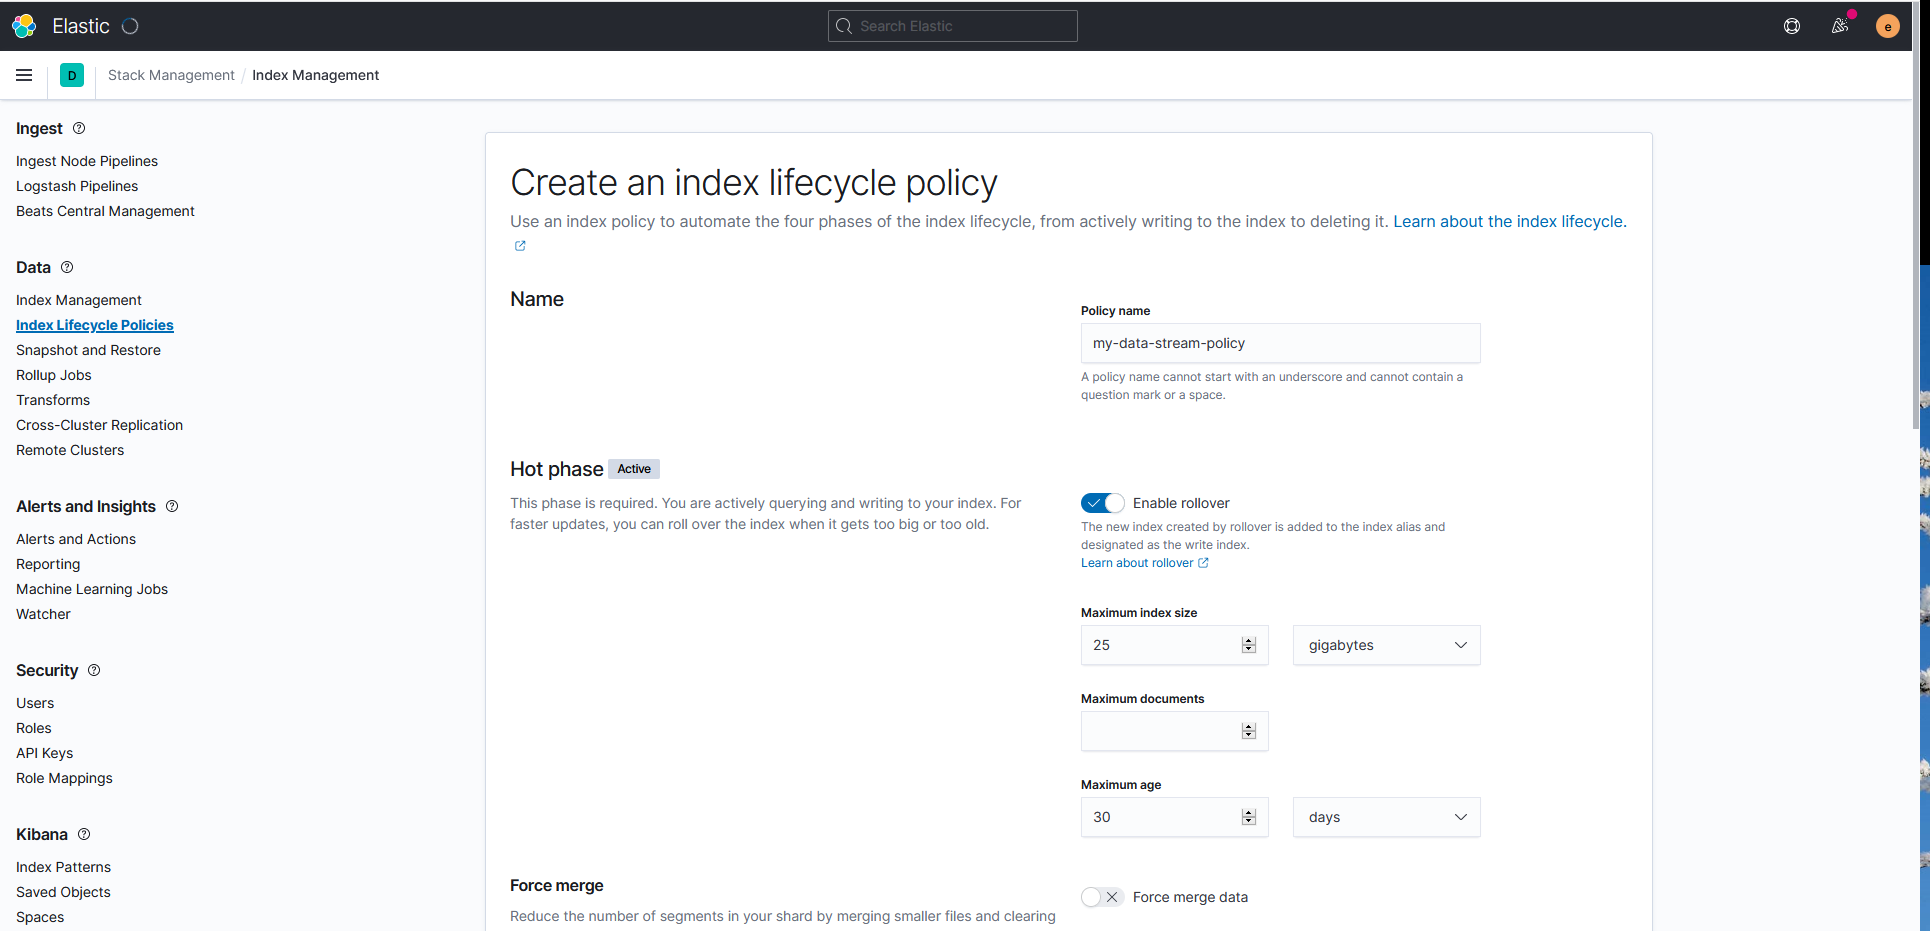 Elastic
Search Elastic
e
D
Stack Management / Index Management
Ingest
Ingest Node Pipelines
Logstash Pipelines
Beats Central Management
Data
Index Management
Index Lifecycle Policies
Snapshot and Restore
Rollup Jobs
Transforms
Cross-Cluster Replication
Remote Clusters
Alerts and Insights
Alerts and Actions
Reporting
Machine Learning Jobs
Watcher
Security
Users
Roles
API Keys
Role Mappings
Kibana
Index Patterns
Saved Objects
Spaces
Create an index lifecycle policy
Use an index policy to automate the four phases of the index lifecycle, from actively writing to the index to deleting it. Learn about the index lifecycle.
Name
Policy name
my-data-stream-policy
A policy name cannot start with an underscore and cannot contain a
question mark or a space.
Hot phase Active
This phase is required. You are actively querying and writing to your index. For
faster updates, you can roll over the index when it gets too big or too old.
Enable rollover
The new index created by rollover is added to the index alias and
designated as the write index.
Learn about rollover
Maximum index size
25 gigabytes
Maximum documents
Maximum age
30 days
Force merge
Reduce the number of segments in your shard by merging smaller files and clearing
Force merge data